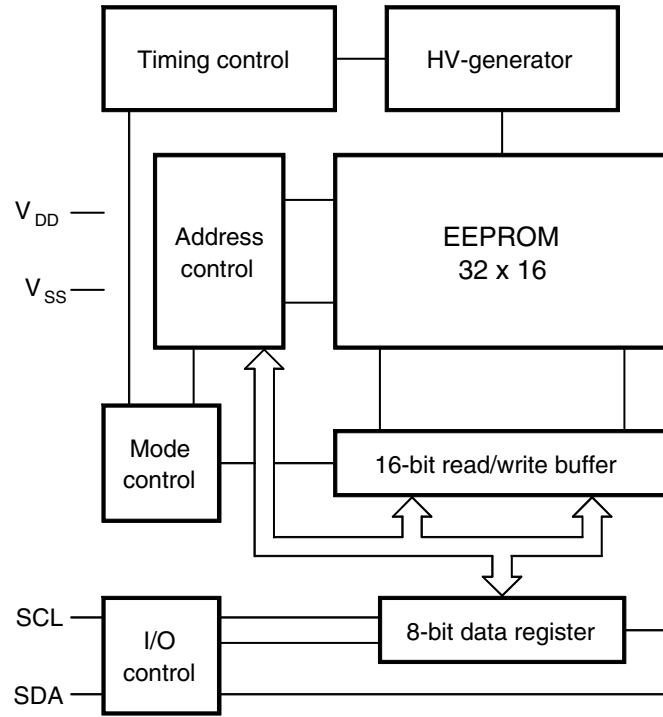 Timing control
HV-generator
V DD
Address
control
EEPROM
32 x 16
V SS
Mode
control
16-bit read/write buffer
SCL
I/O
control
8-bit data register
SDA